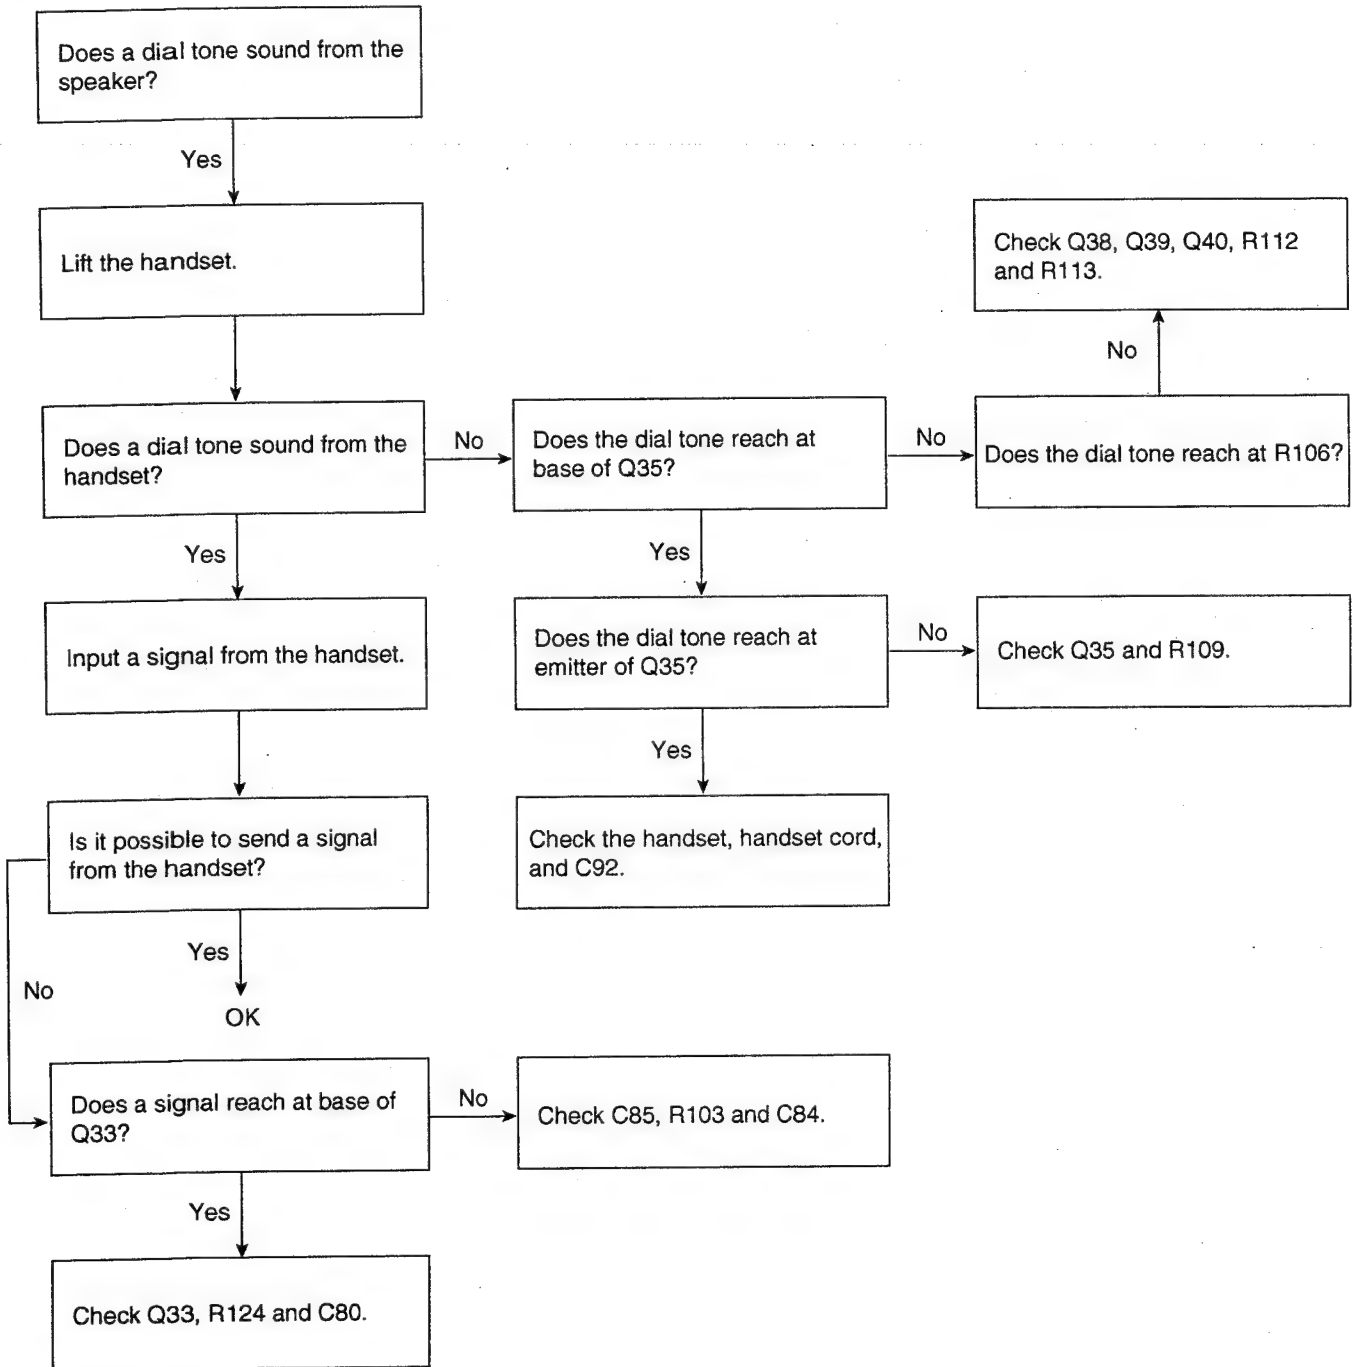 Does a dial tone sound from the
speaker?
Yes
Lift the handset.
Check Q38, Q39, Q40, R112
and R113.
No
Does a dial tone sound from the
handset?
No
Does the dial tone reach at
base of Q35?
No
Does the dial tone reach at R106?
Yes
Yes
Input a signal from the handset.
Does the dial tone reach at
emitter of Q35?
No
Check Q35 and R109.
Yes
Is it possible to send a signal
from the handset?
Check the handset, handset cord,
and C92.
Yes
No
OK
Does a signal reach at base of
Q33?
No
Check C85, R103 and C84.
Yes
Check Q33, R124 and C80.